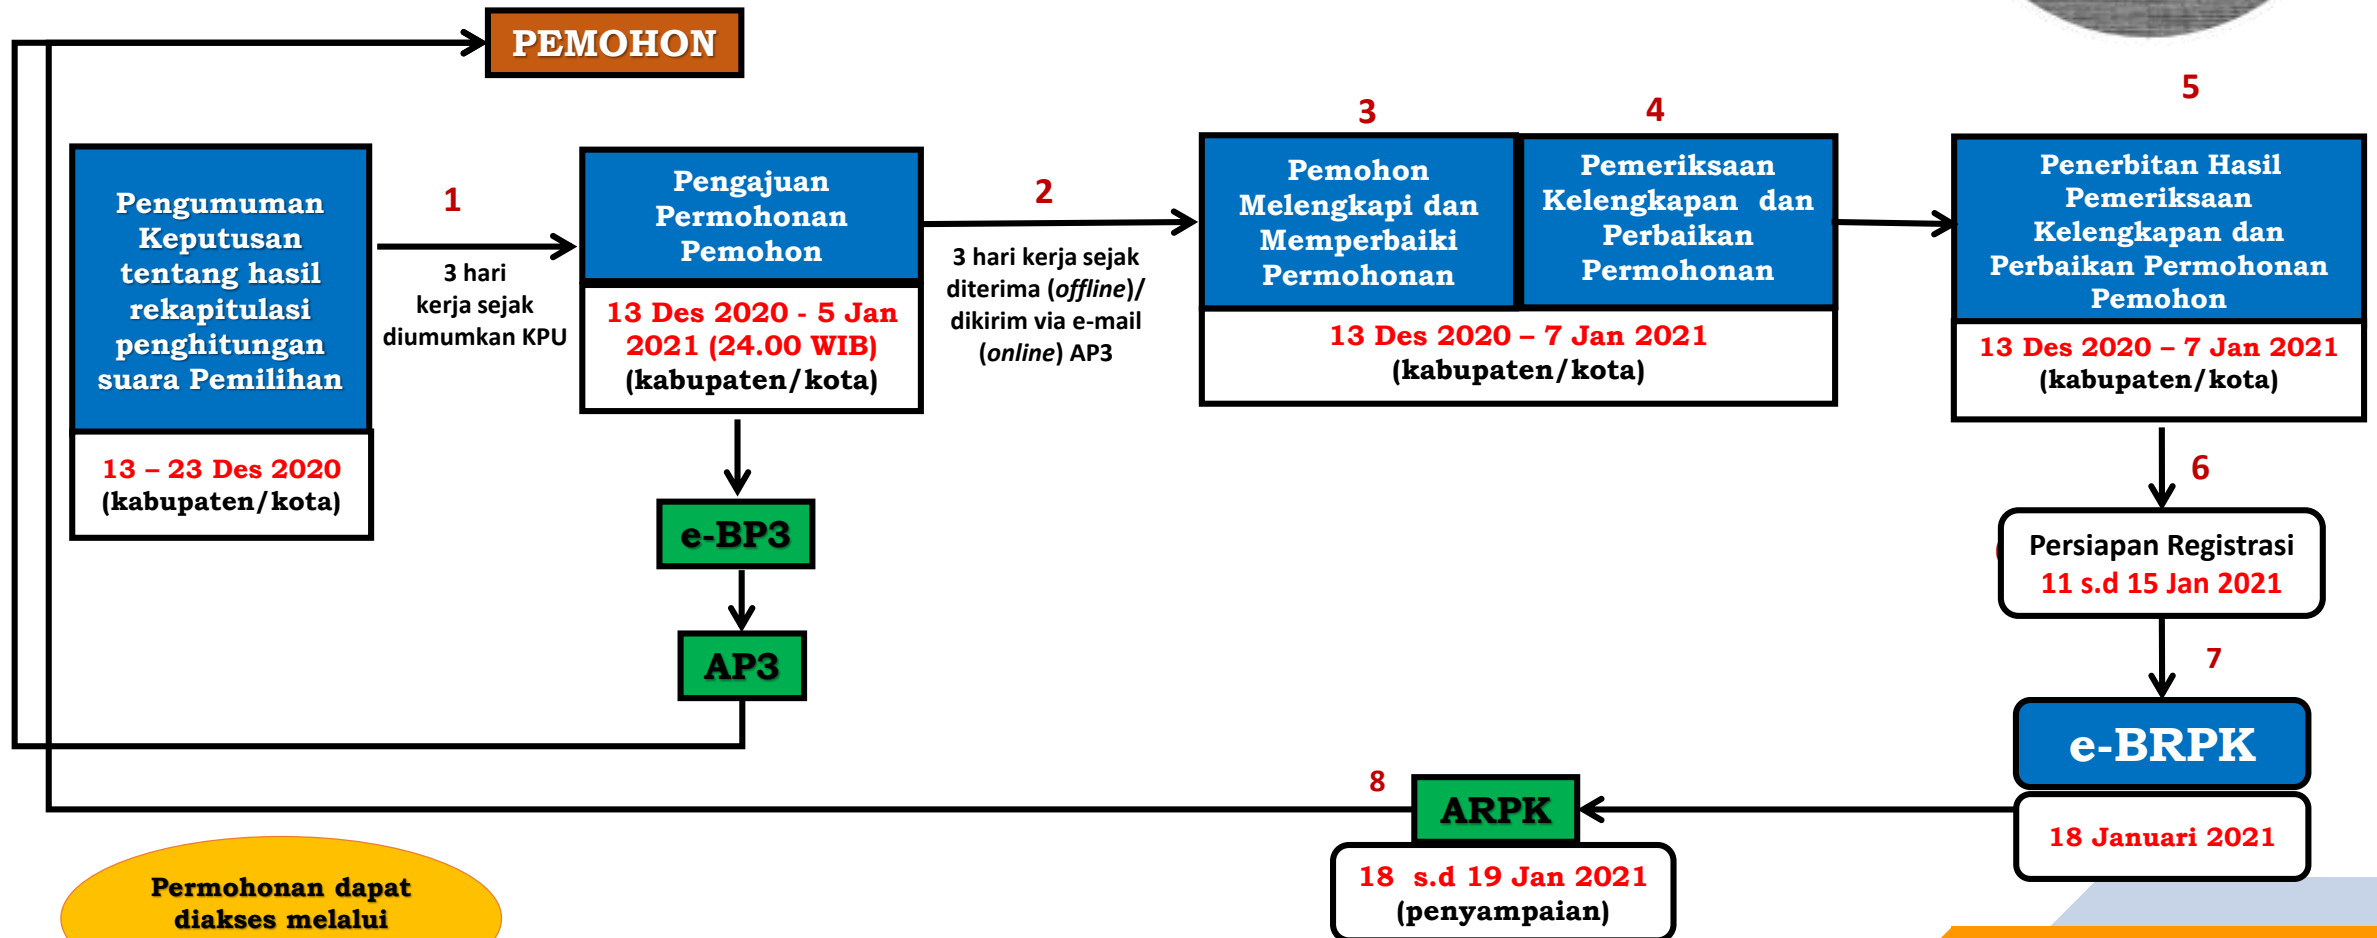 PEMOHON
Pengumuman
Keputusan
tentang hasil
rekapitulasi
penghitungan
suara Pemilihan
13 – 23 Des 2020
(kabupaten/kota)
1
3 hari
kerja sejak
diumumkan KPU
Pengajuan
Permohonan
Pemohon
13 Des 2020 - 5 Jan
2021 (24.00 WIB)
(kabupaten/kota)
e-BP3
AP3
2
3 hari kerja sejak
diterima (offline)/
dikirim via e-mail
(online) AP3
3
Pemohon
Melengkapi dan
Memperbaiki
Permohonan
4
Pemeriksaan
Kelengkapan dan
Perbaikan
Permohonan
13 Des 2020 – 7 Jan 2021
(kabupaten/kota)
5
Penerbitan Hasil
Pemeriksaan
Kelengkapan dan
Perbaikan Permohonan
Pemohon
13 Des 2020 – 7 Jan 2021
(kabupaten/kota)
6
Persiapan Registrasi
11 s.d 15 Jan 2021
7
e-BRPK
18 Januari 2021
8
ARPK
18 s.d 19 Jan 2021
(penyampaian)
Permohonan dapat
diakses melalui